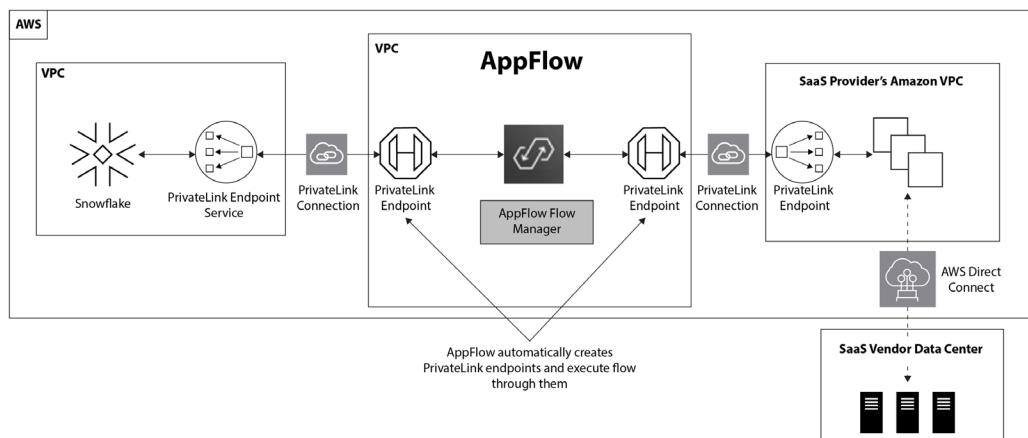 AWS
VPC
Snowflake
PrivateLink Endpoint
Service
PrivateLink
Connection
VPC
AppFlow
PrivateLink
Endpoint
AppFlow Flow
Manager
PrivateLink
Endpoint
PrivateLink
Connection
SaaS Provider's Amazon VPC
PrivateLink
Endpoint
AWS Direct
Connect
AppFlow automatically creates
PrivateLink endpoints and execute flow
through them
SaaS Vendor Data Center